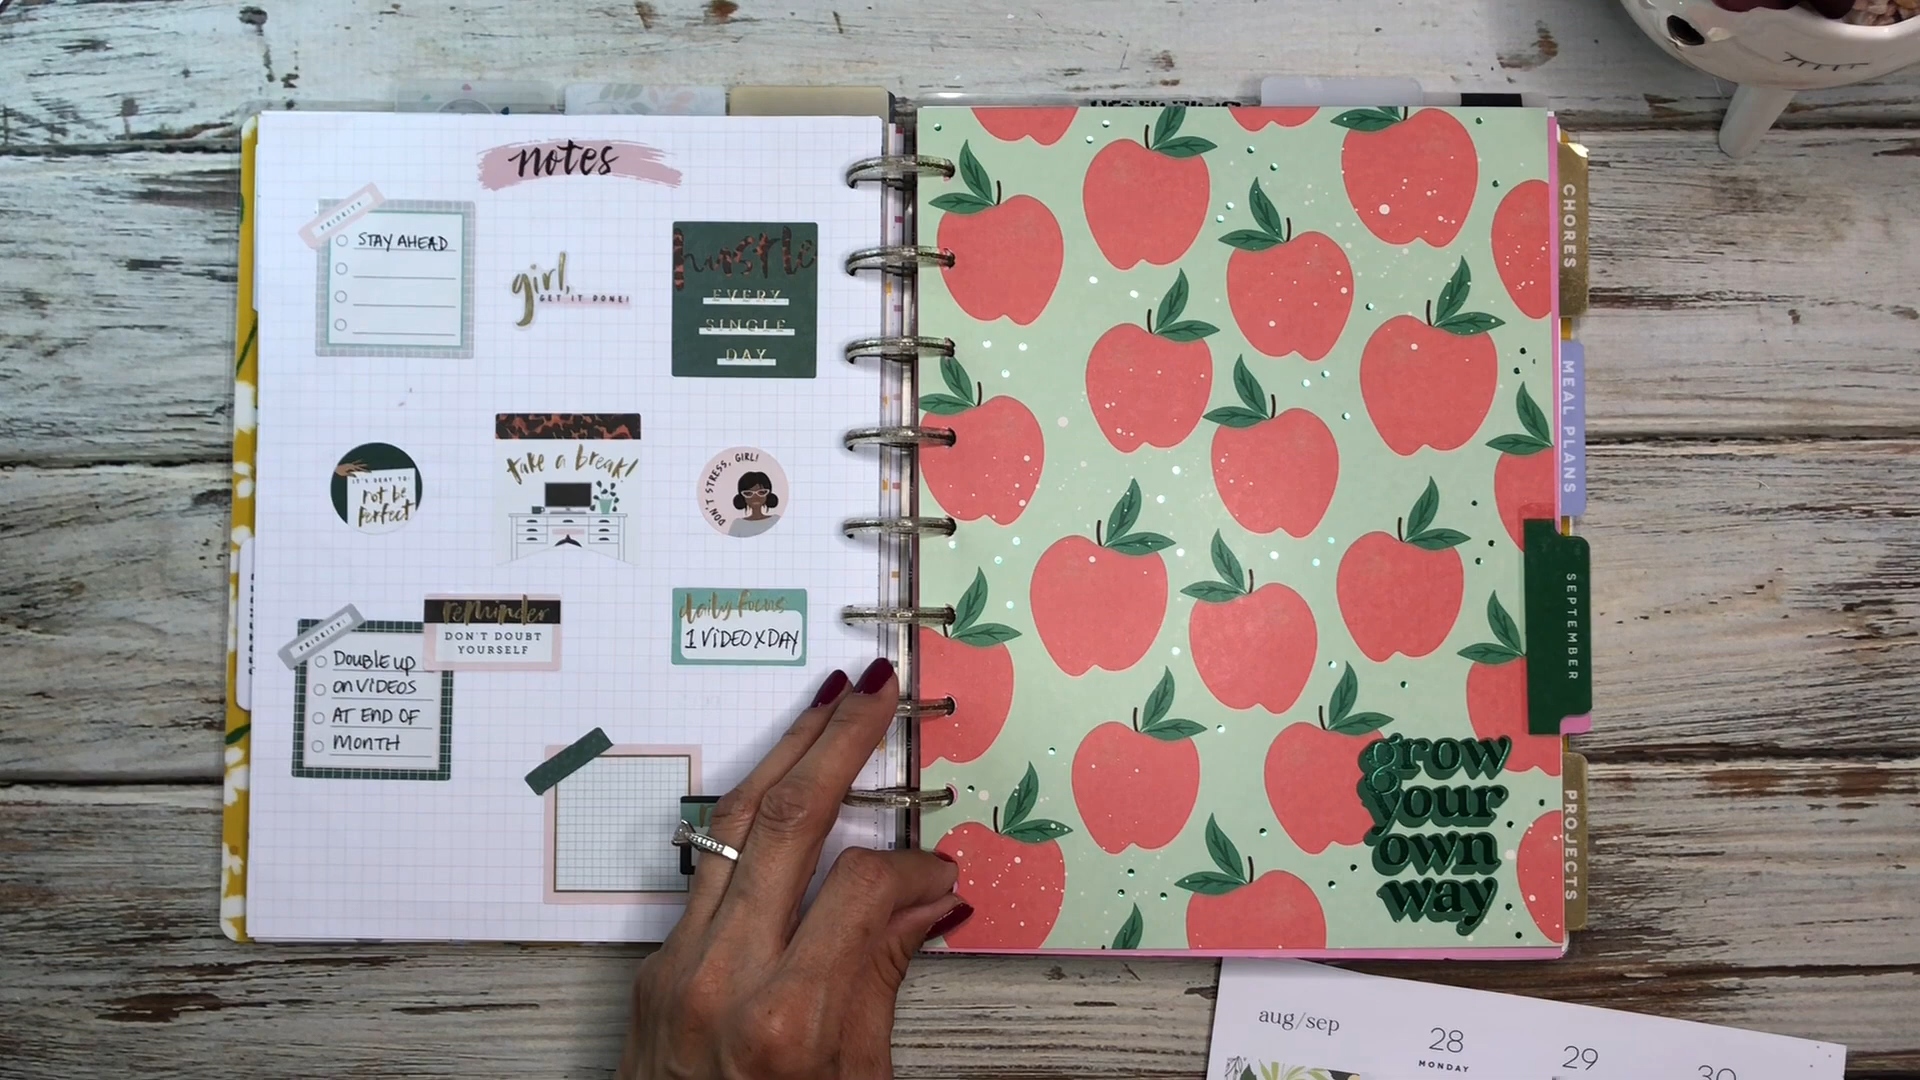 notes
PRIORITY:
STAY AHEAD
girl,
GET IT DONE!
hustle
EVERY
SINGLE
DAY
IT'S OKAY TO
not be
perfect
take a break!
DON'T STRESS, GIRL!
PRIORITY:
DOUBLE UP
ON VIDEOS
AT END OF
MONTH
reminder
DON'T DOUBT
YOURSELF
daily focus
1 VIDEO X DAY
CHORES
MEAL PLANS
SEPTEMBER
PROJECTS
grow
your
own
way
aug/sep
28
MONDAY
29
30